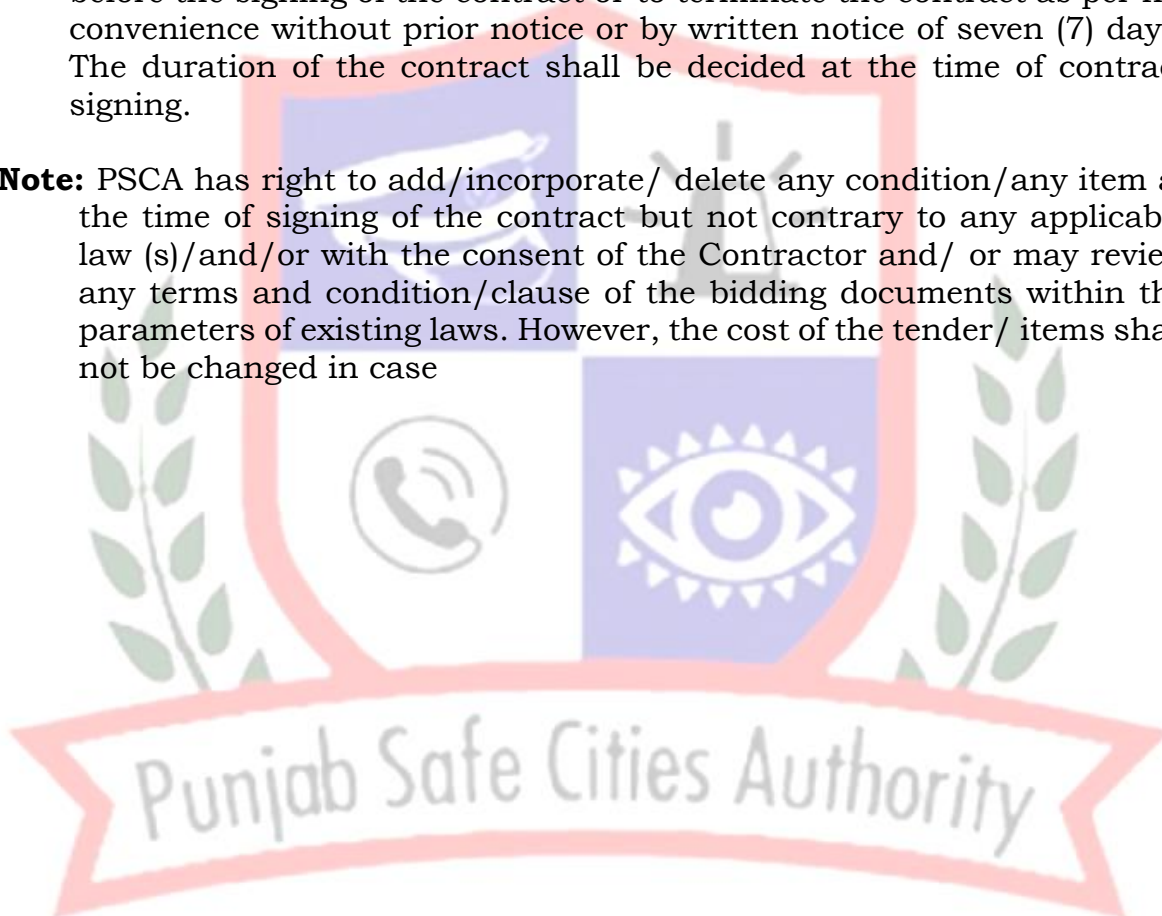 before the signing of the contract or to terminate the contract as per
convenience without prior notice or by written notice of seven (7) day
The duration of the contract shall be decided at the time of contrac
signing.
Note: PSCA has right to add/incorporate/ delete any condition/any item a
the time of signing of the contract but not contrary to any applicab
law (s)/and/or with the consent of the Contractor and/ or may revie
any terms and condition/clause of the bidding documents within th
parameters of existing laws. However, the cost of the tender/ items sha
not be changed in case
Punjab Safe Cities Authority